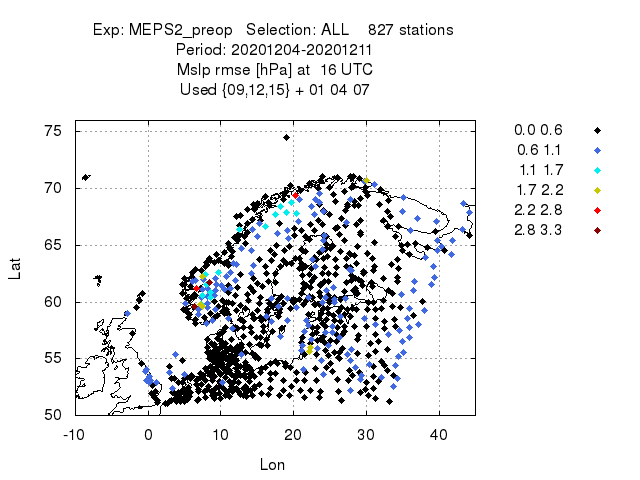 Exp: MEPS2_preop   Selection: ALL    827 stations
Period: 20201204-20201211
Mslp rmse [hPa] at  16 UTC
Used {09,12,15} + 01 04 07
0.0 0.6
0.6 1.1
1.1 1.7
1.7 2.2
2.2 2.8
2.8 3.3
75
70
65
60
55
50
Lat
-10 0 10 20 30 40
Lon